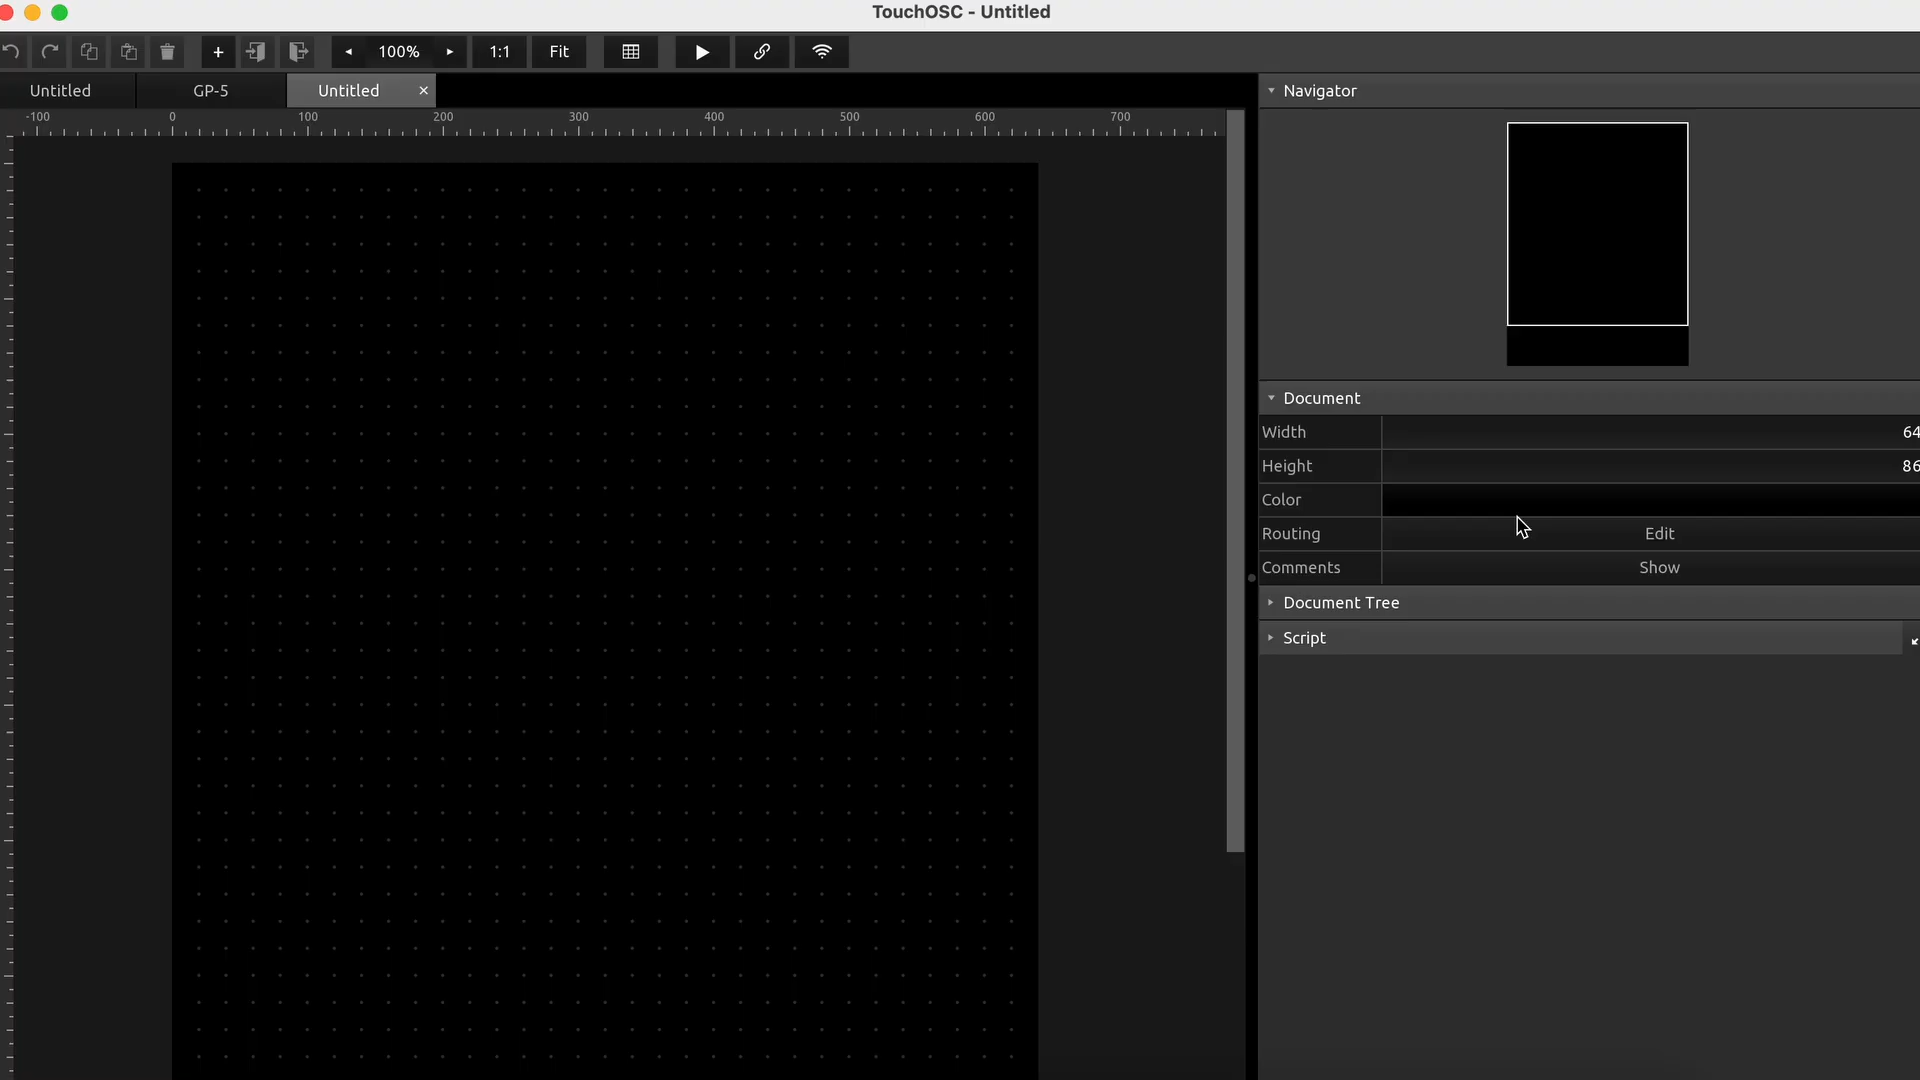 TouchOSC - Untitled
100% 1:1 Fit
Untitled GP-5 Untitled
-100 0 100 200 300 400 500 600 700
Navigator
Document
Width 64
Height 86
Color
Routing Edit
Comments Show
Document Tree
Script